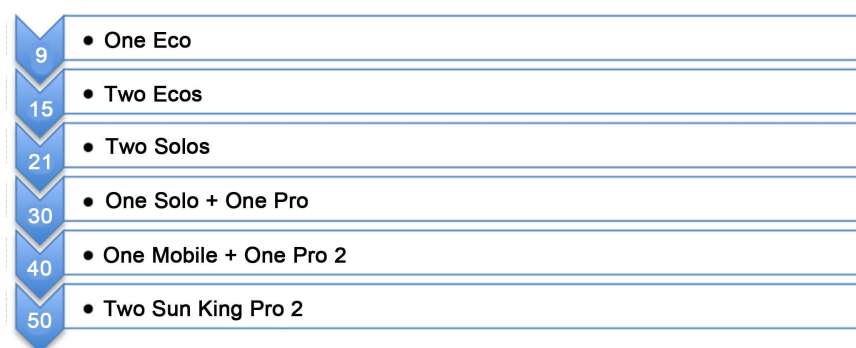 9 • One Eco
15 • Two Ecos
21 • Two Solos
30 • One Solo + One Pro
40 • One Mobile + One Pro 2
50 • Two Sun King Pro 2